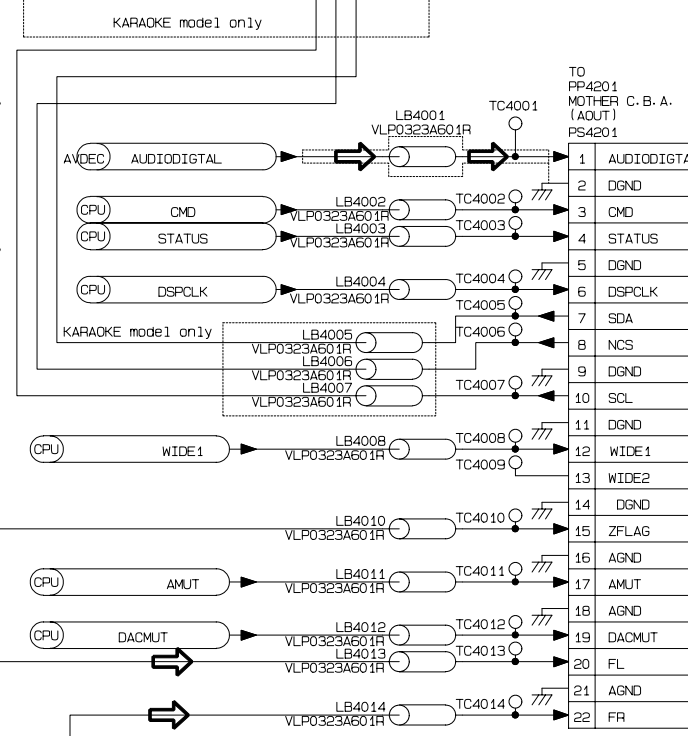 KARAOKE model only
TO
PP4201
MOTHER C.B.A.
(AOUT)
PS4201
LB4001
VLP0323A601R
TC4001
AVDEC AUDIODIGTAL
1 AUDIODIGTA
2 DGND
CPU CMD
LB4002
VLP0323A601R
TC4002
3 CMD
CPU STATUS
LB4003
VLP0323A601R
TC4003
4 STATUS
5 DGND
CPU DSPCLK
LB4004
VLP0323A601R
TC4004
6 DSPCLK
TC4005
7 SDA
KARAOKE model only
LB4005
VLP0323A601R
TC4006
8 NCS
LB4006
VLP0323A601R
9 DGND
LB4007
VLP0323A601R
TC4007
10 SCL
11 DGND
CPU WIDE1
LB4008
VLP0323A601R
TC4008
12 WIDE1
TC4009
13 WIDE2
14 DGND
LB4010
VLP0323A601R
TC4010
15 ZFLAG
16 AGND
CPU AMUT
LB4011
VLP0323A601R
TC4011
17 AMUT
18 AGND
CPU DACMUT
LB4012
VLP0323A601R
TC4012
19 DACMUT
LB4013
VLP0323A601R
TC4013
20 FL
21 AGND
LB4014
VLP0323A601R
TC4014
22 FR